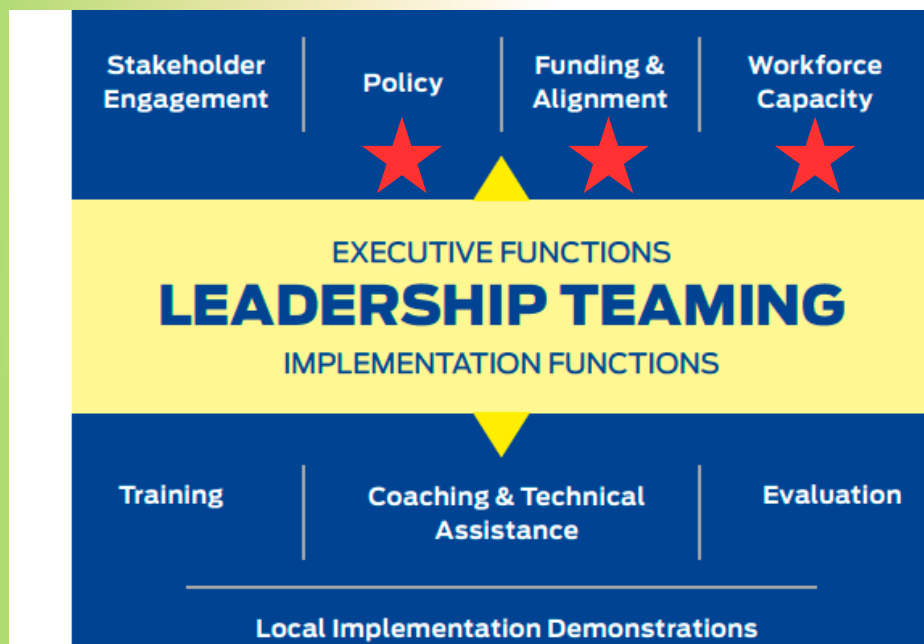 Stakeholder
Engagement
Policy
Funding &
Alignment
Workforce
Capacity
EXECUTIVE FUNCTIONS
LEADERSHIP TEAMING
IMPLEMENTATION FUNCTIONS
Training
Coaching & Technical
Assistance
Evaluation
Local Implementation Demonstrations